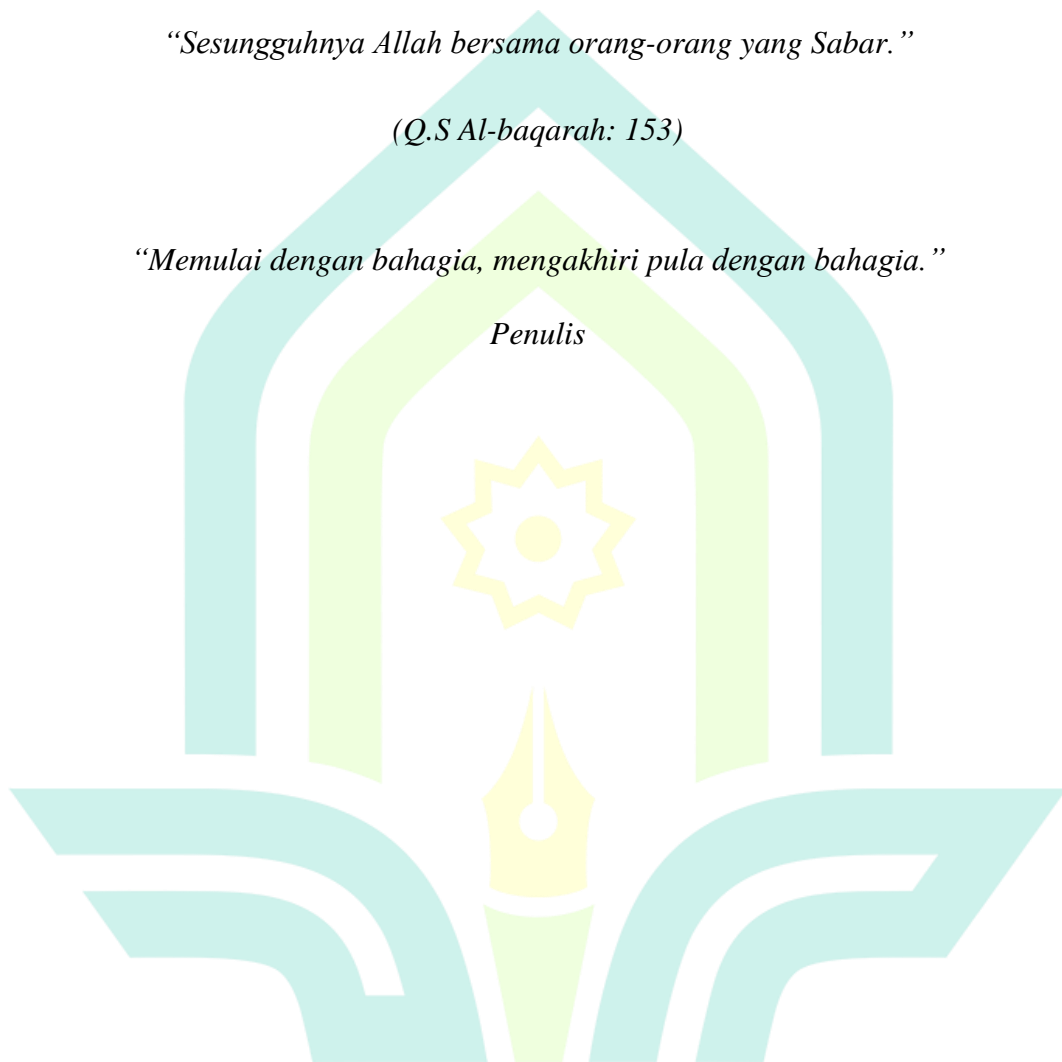 “Sesungguhnya Allah bersama orang-orang yang Sabar.”
(Q.S Al-baqarah: 153)
“Memulai dengan bahagia, mengakhiri pula dengan bahagia.”
Penulis